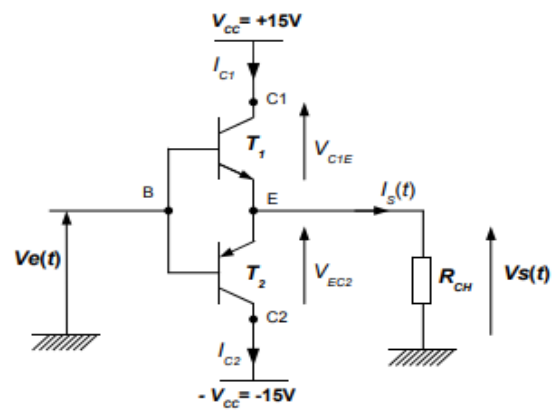 V_CC = +15V
I_C1
C1
T_1
V_C1E
B
E
I_S(t)
Ve(t)
T_2
V_EC2
R_CH
Vs(t)
C2
I_C2
- V_CC = -15V